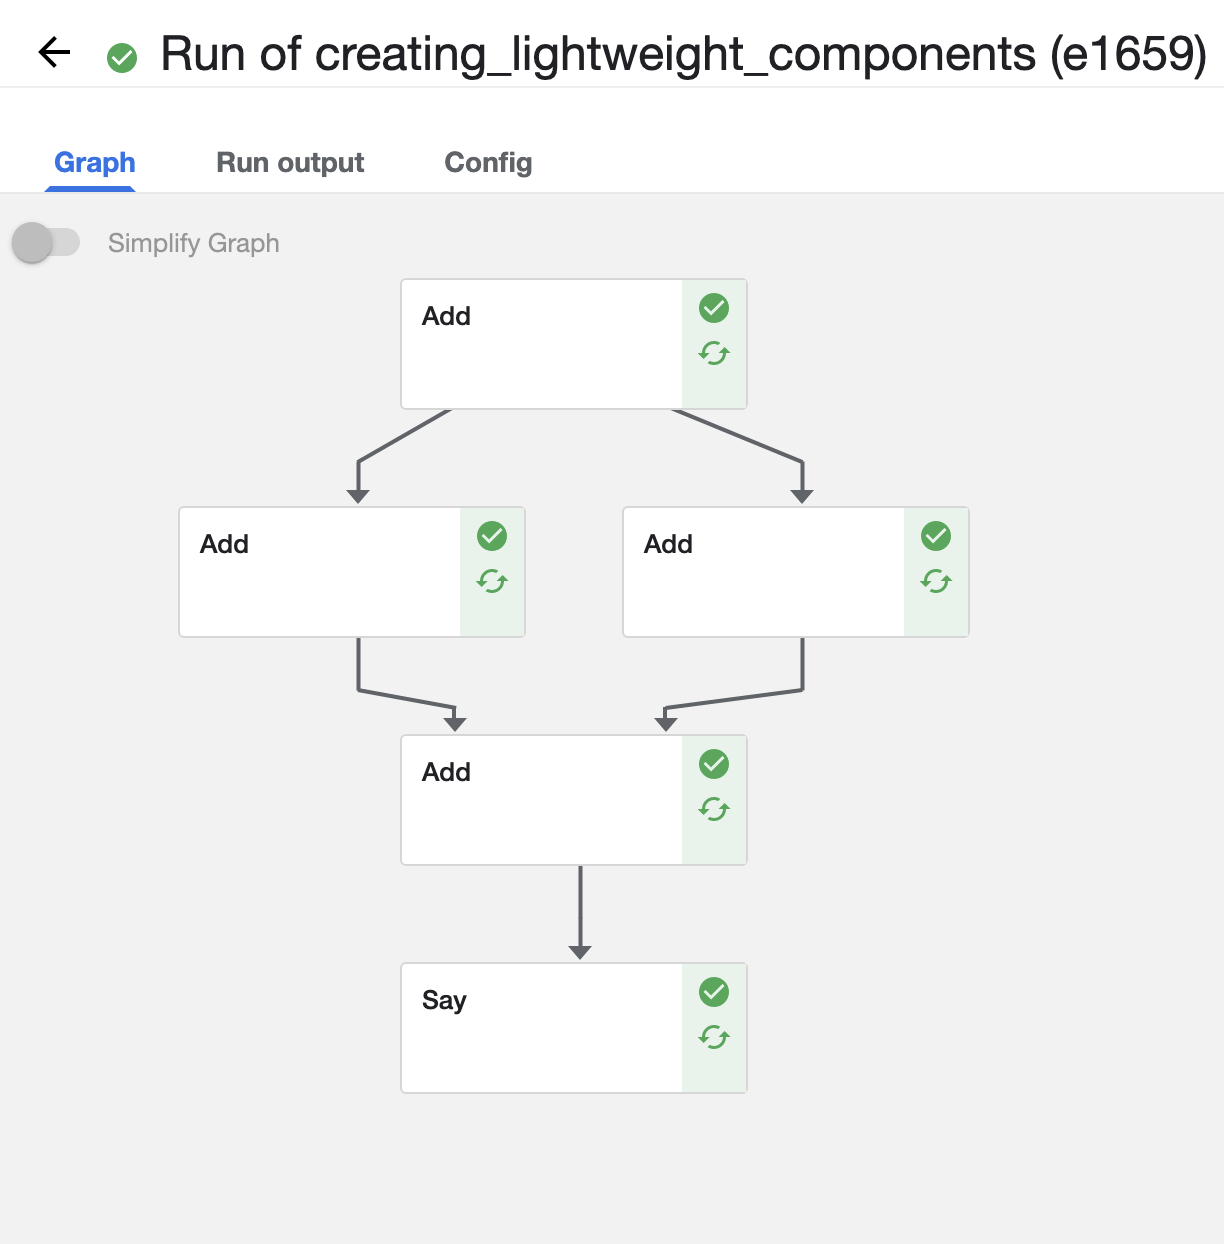 Run of creating_lightweight_components (e1659)
Graph Run output Config
Simplify Graph
Add
Add Add
Add
Say